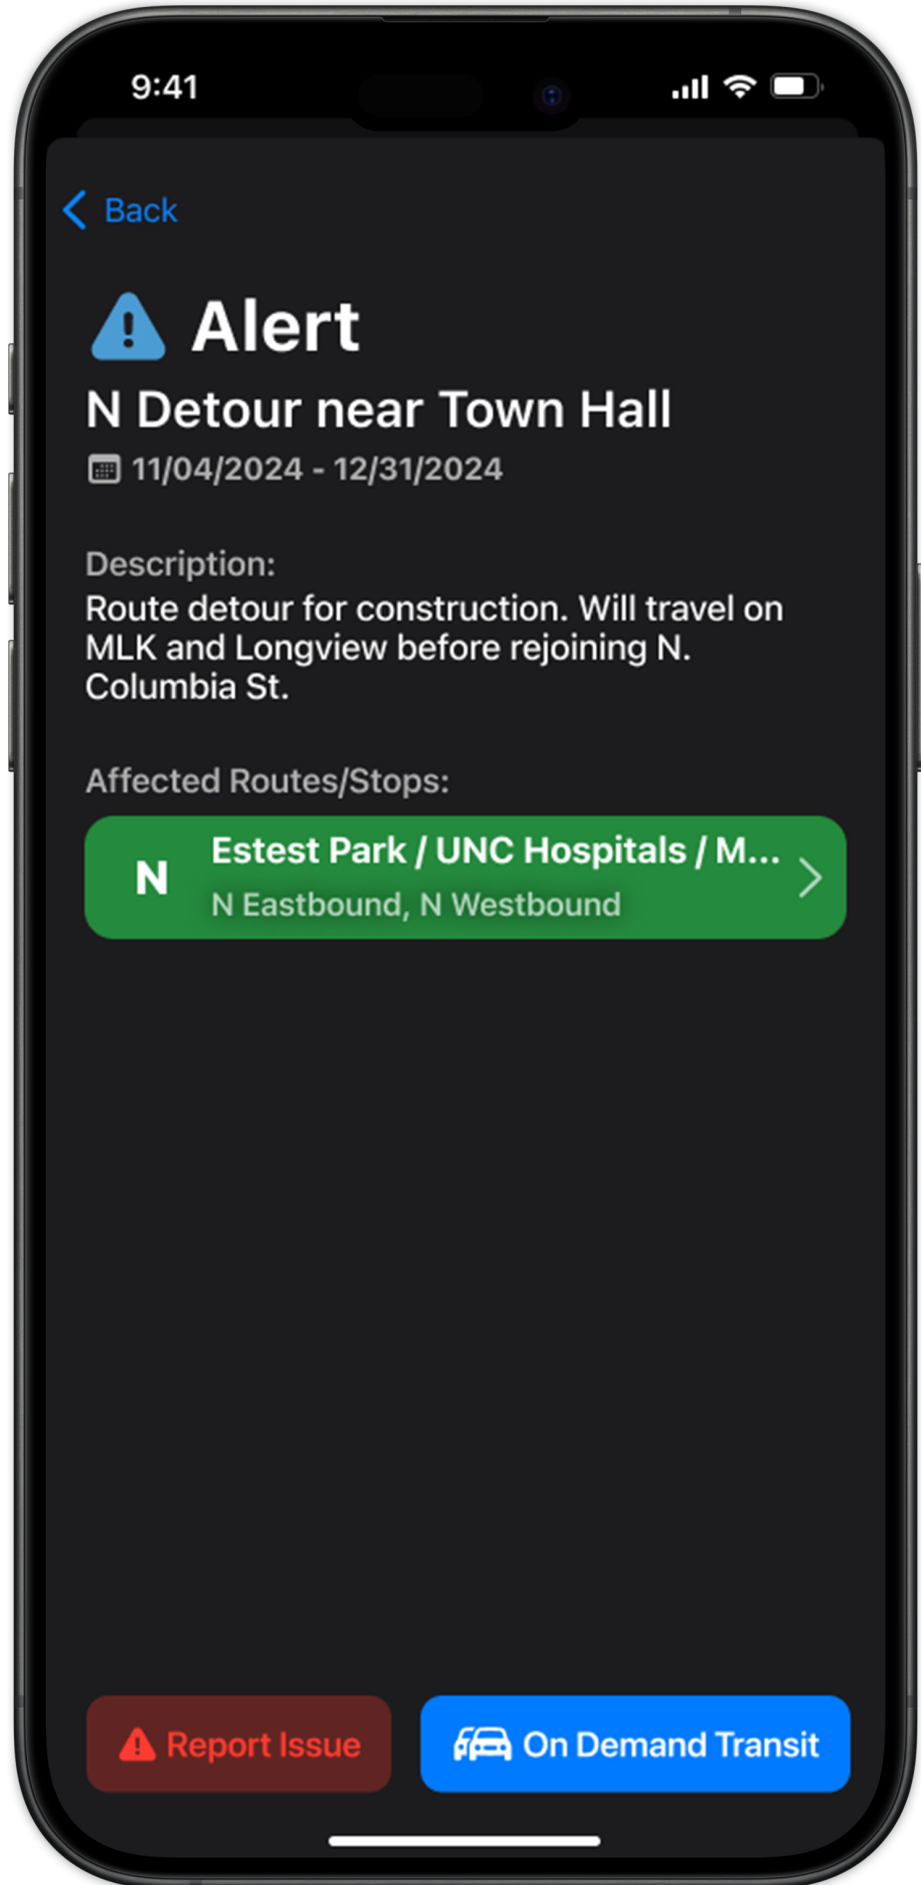 9:41
Back
Alert
N Detour near Town Hall
11/04/2024 - 12/31/2024
Description:
Route detour for construction. Will travel on
MLK and Longview before rejoining N.
Columbia St.
Affected Routes/Stops:
N
Estest Park / UNC Hospitals / M...
N Eastbound, N Westbound
Report Issue
On Demand Transit